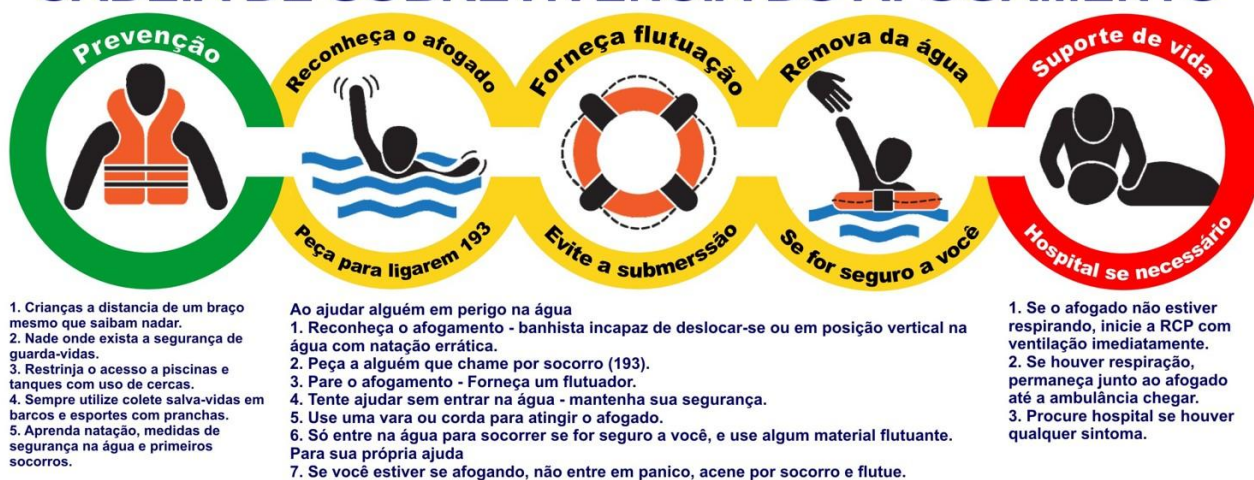 CADEIA DE SOBREVIVÊNCIA DO AFOGAMENTO
Prevenção
Reconheça o afogado
Peça para ligarem 193
Forneça flutuação
Evite a submerssão
Remova da água
Se for seguro a você
Suporte de vida
Hospital se necessário
1. Crianças a distancia de um braço
mesmo que saibam nadar.
2. Nade onde exista a segurança de
guarda-vidas.
3. Restrinja o acesso a piscinas e
tanques com uso de cercas.
4. Sempre utilize colete salva-vidas em
barcos e esportes com pranchas.
5. Aprenda natação, medidas de
segurança na água e primeiros
socorros.
Ao ajudar alguém em perigo na água
1. Reconheça o afogamento - banhista incapaz de deslocar-se ou em posição vertical na
água com natação errática.
2. Peça a alguém que chame por socorro (193).
3. Pare o afogamento - Forneça um flutuador.
4. Tente ajudar sem entrar na água - mantenha sua segurança.
5. Use uma vara ou corda para atingir o afogado.
6. Só entre na água para socorrer se for seguro a você, e use algum material flutuante.
Para sua própria ajuda
7. Se você estiver se afogando, não entre em panico, acene por socorro e flutue.
1. Se o afogado não estiver
respirando, inicie a RCP com
ventilação imediatamente.
2. Se houver respiração,
permaneça junto ao afogado
até a ambulância chegar.
3. Procure hospital se houver
qualquer sintoma.